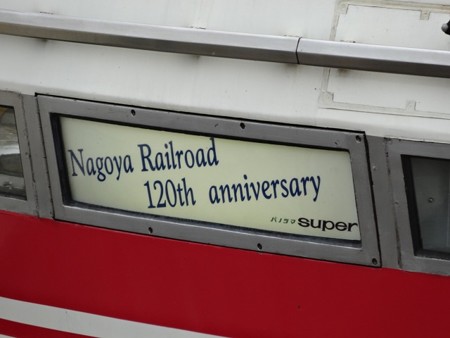 Nagoya Railroad
120th anniversary
パノラマ super